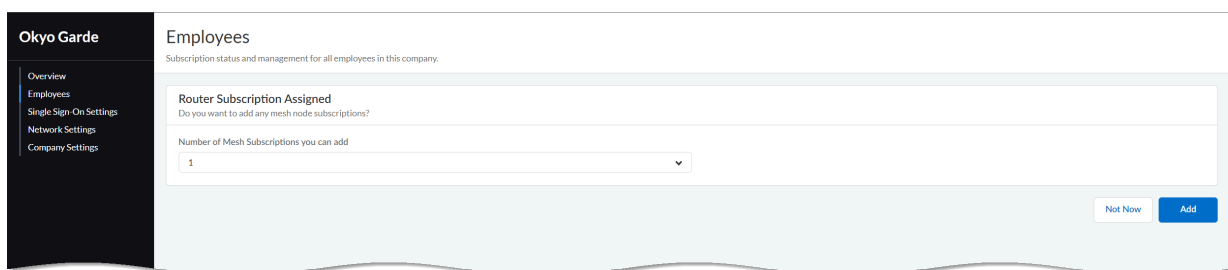 Okyo Garde
Overview
Employees
Single Sign-On Settings
Network Settings
Company Settings
Employees
Subscription status and management for all employees in this company.
Router Subscription Assigned
Do you want to add any mesh node subscriptions?
Number of Mesh Subscriptions you can add
1
Not Now
Add